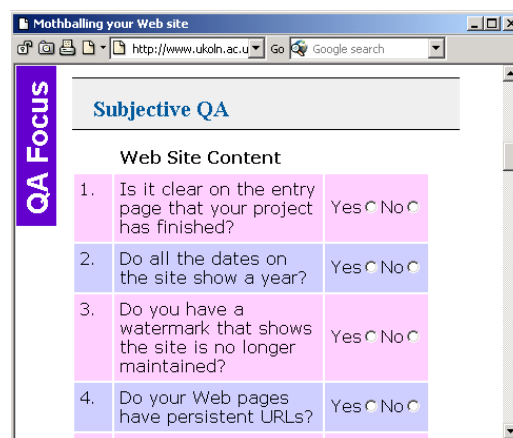 Mothballing your Web site
http://www.ukoln.ac.u Go Google search
QA Focus
Subjective QA
Web Site Content
1. Is it clear on the entry
page that your project
has finished?
Yes No
2. Do all the dates on
the site show a year?
Yes No
3. Do you have a
watermark that shows
the site is no longer
maintained?
Yes No
4. Do your Web pages
have persistent URLs?
Yes No